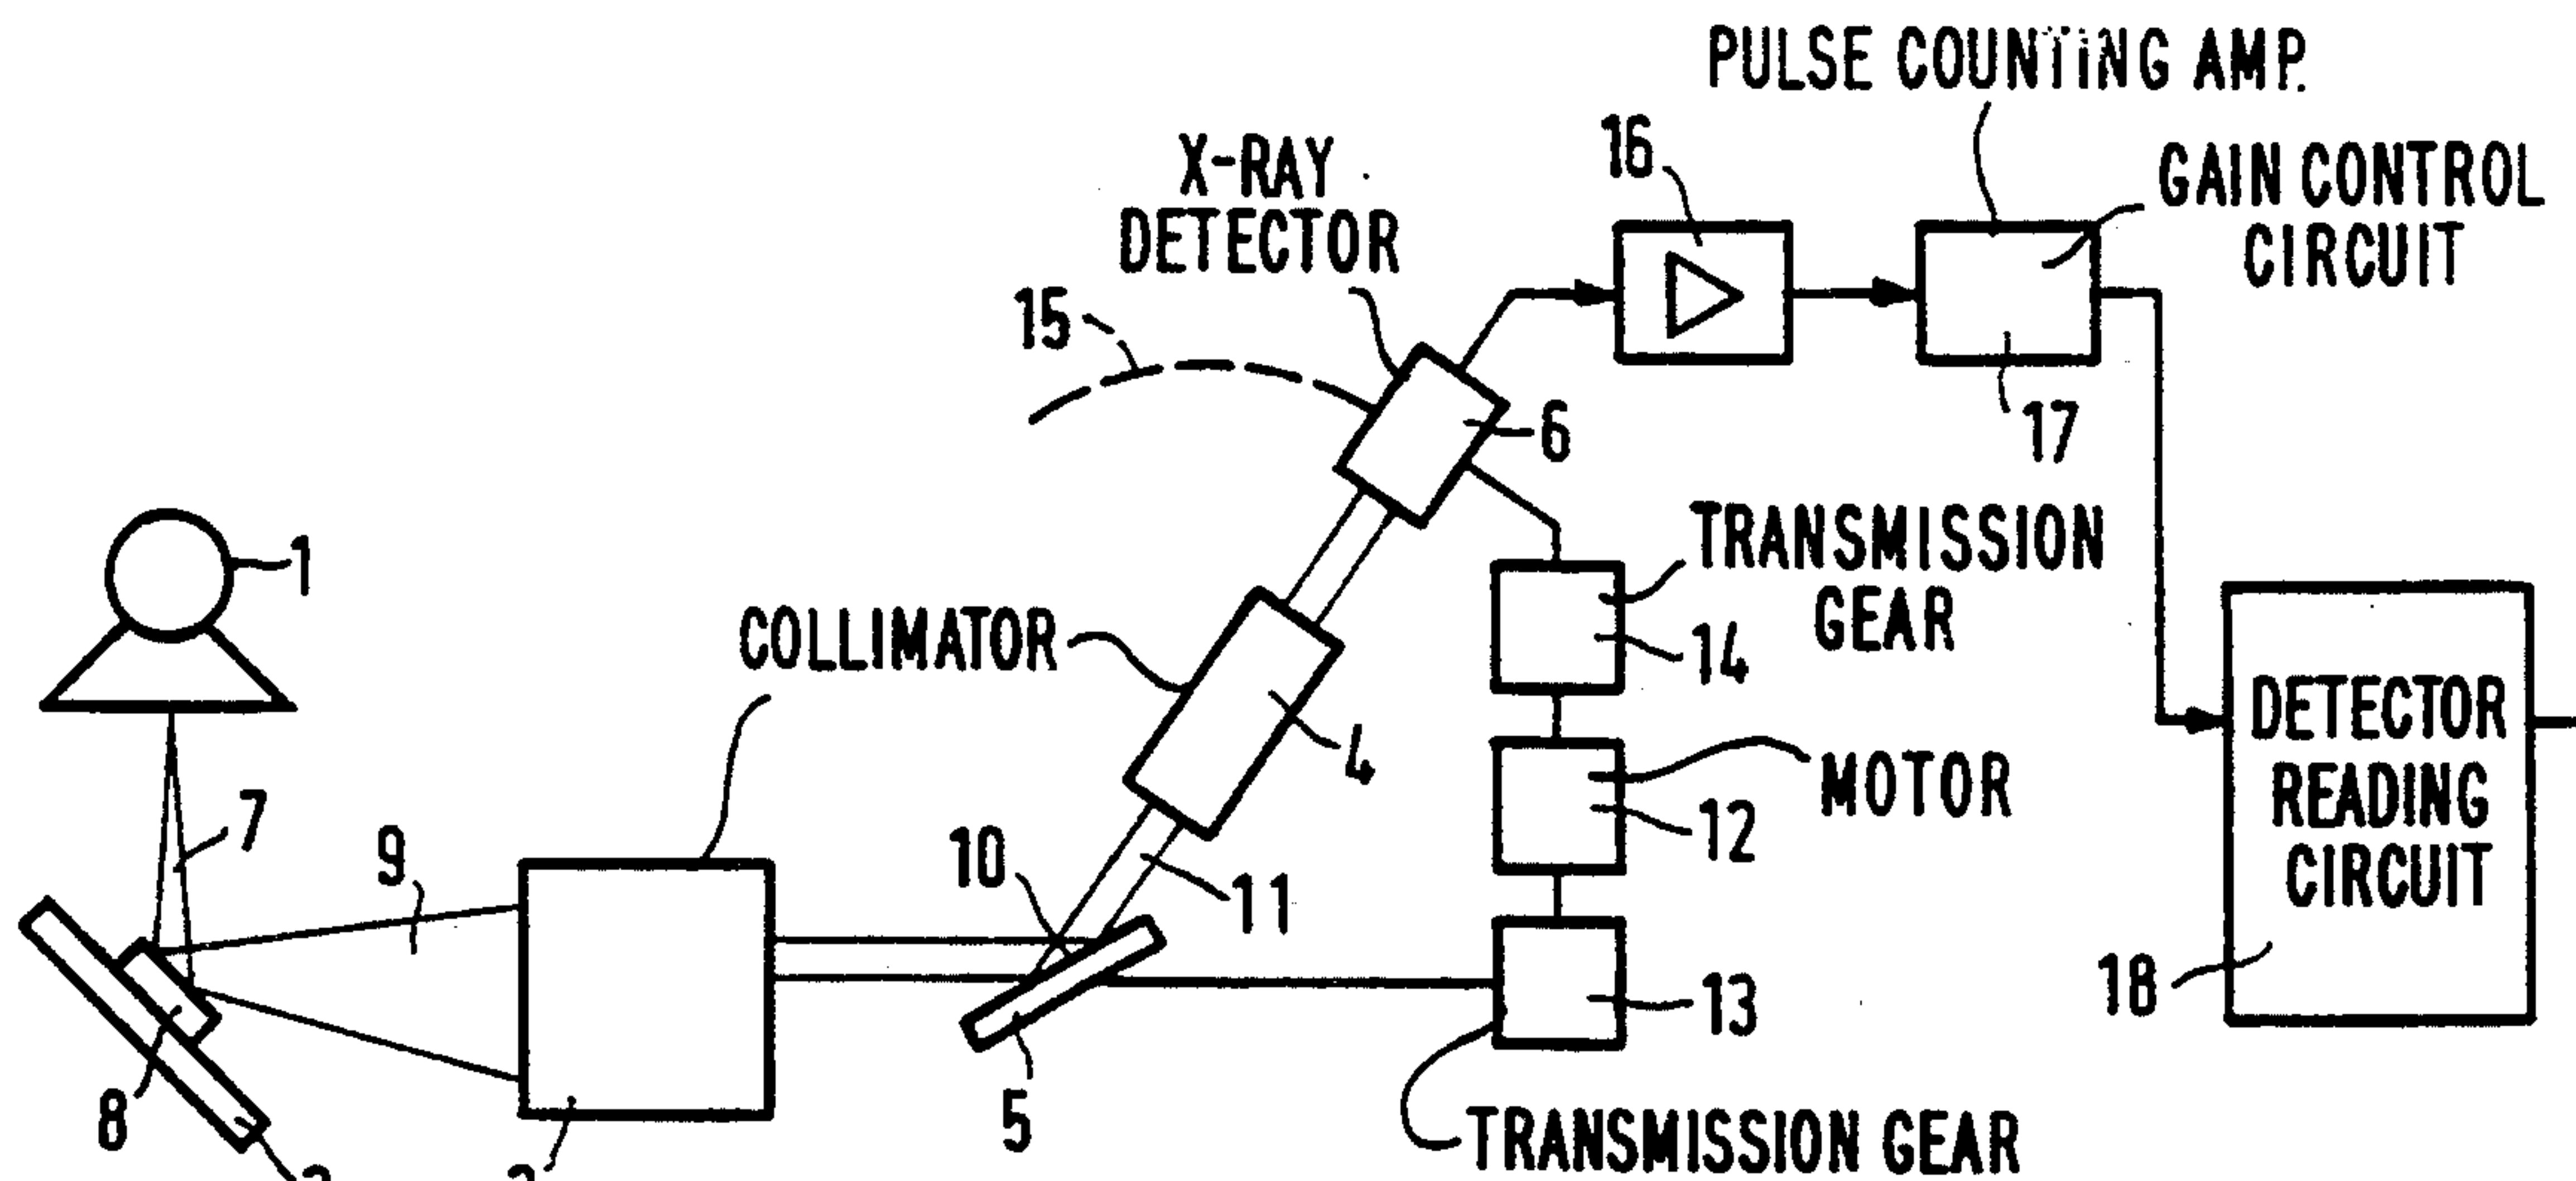 PULSE COUNTING AMP.
16
GAIN CONTROL
CIRCUIT
X-RAY
DETECTOR
15
6
17
1
TRANSMISSION
GEAR
14
COLLIMATOR
4
MOTOR
12
DETECTOR
READING
CIRCUIT
18
7
9
10
11
13
8
5
TRANSMISSION GEAR